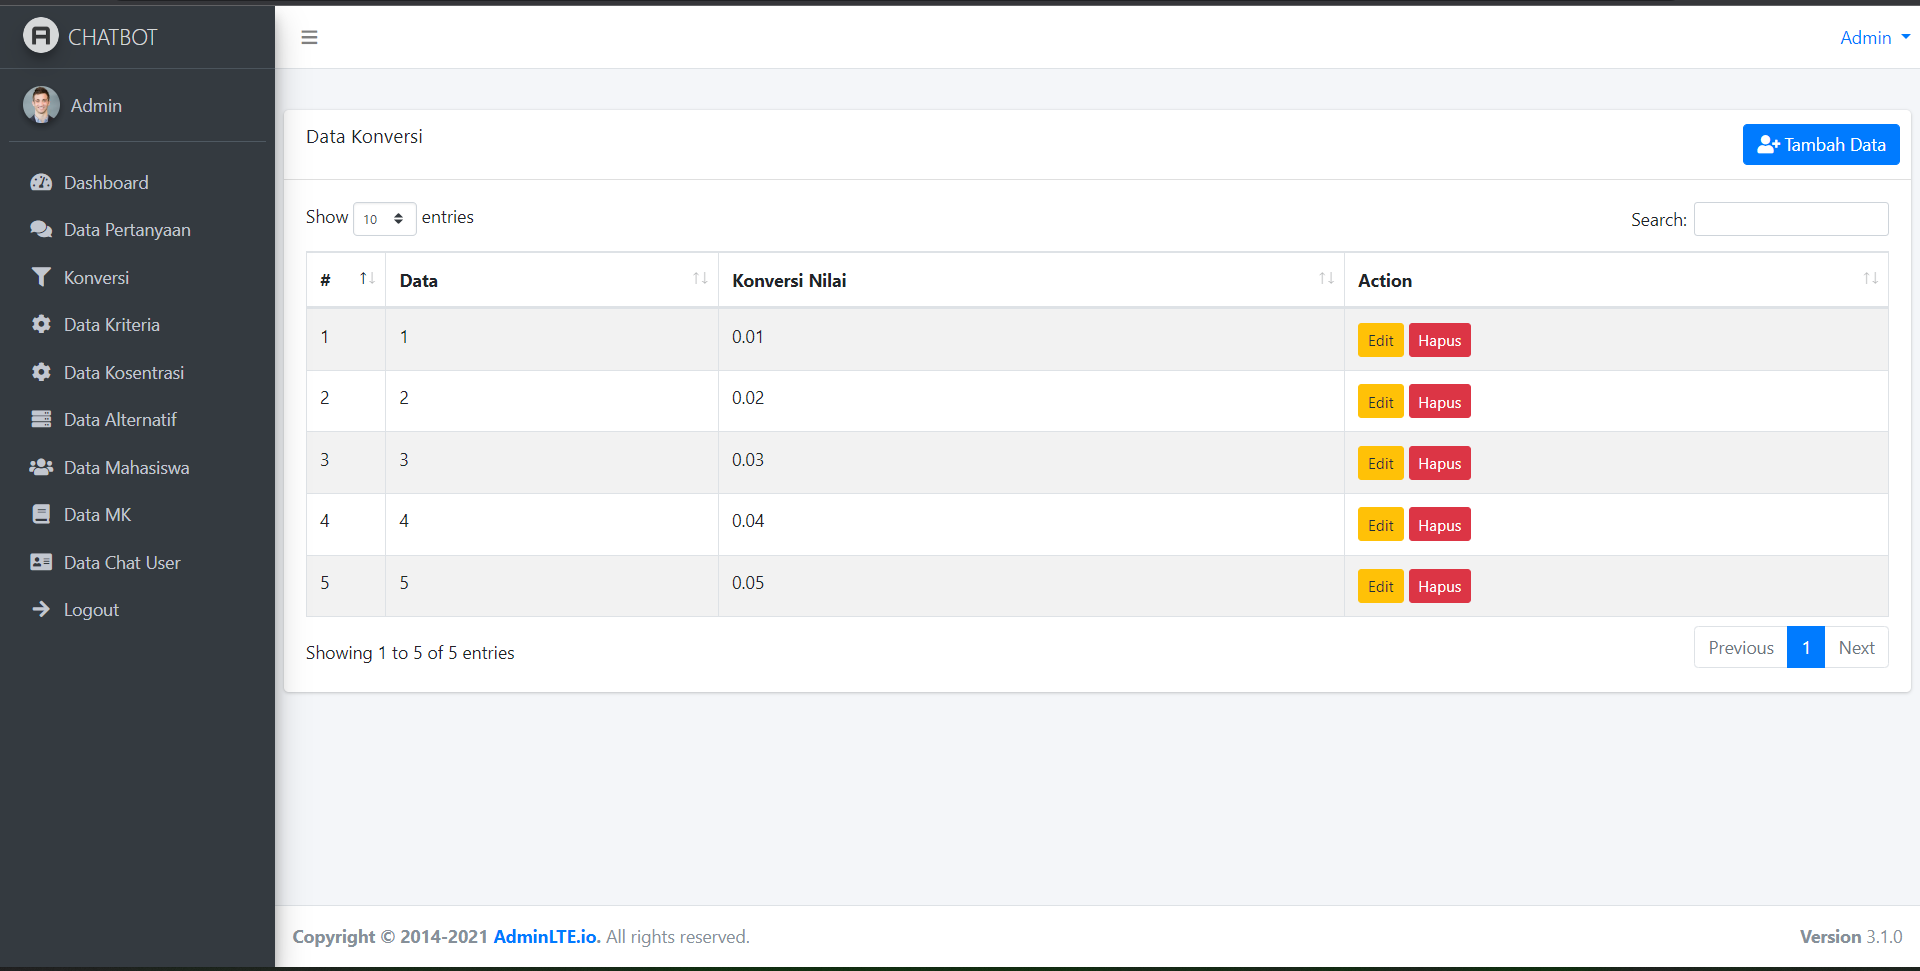 CHATBOT
Admin
Admin
Dashboard
Data Pertanyaan
Konversi
Data Kriteria
Data Kosentrasi
Data Alternatif
Data Mahasiswa
Data MK
Data Chat User
Logout
Data Konversi
Tambah Data
Show 10 entries
Search:
# Data Konversi Nilai Action
1 1 0.01 Edit Hapus
2 2 0.02 Edit Hapus
3 3 0.03 Edit Hapus
4 4 0.04 Edit Hapus
5 5 0.05 Edit Hapus
Showing 1 to 5 of 5 entries
Previous 1 Next
Copyright © 2014-2021 AdminLTE.io. All rights reserved.
Version 3.1.0